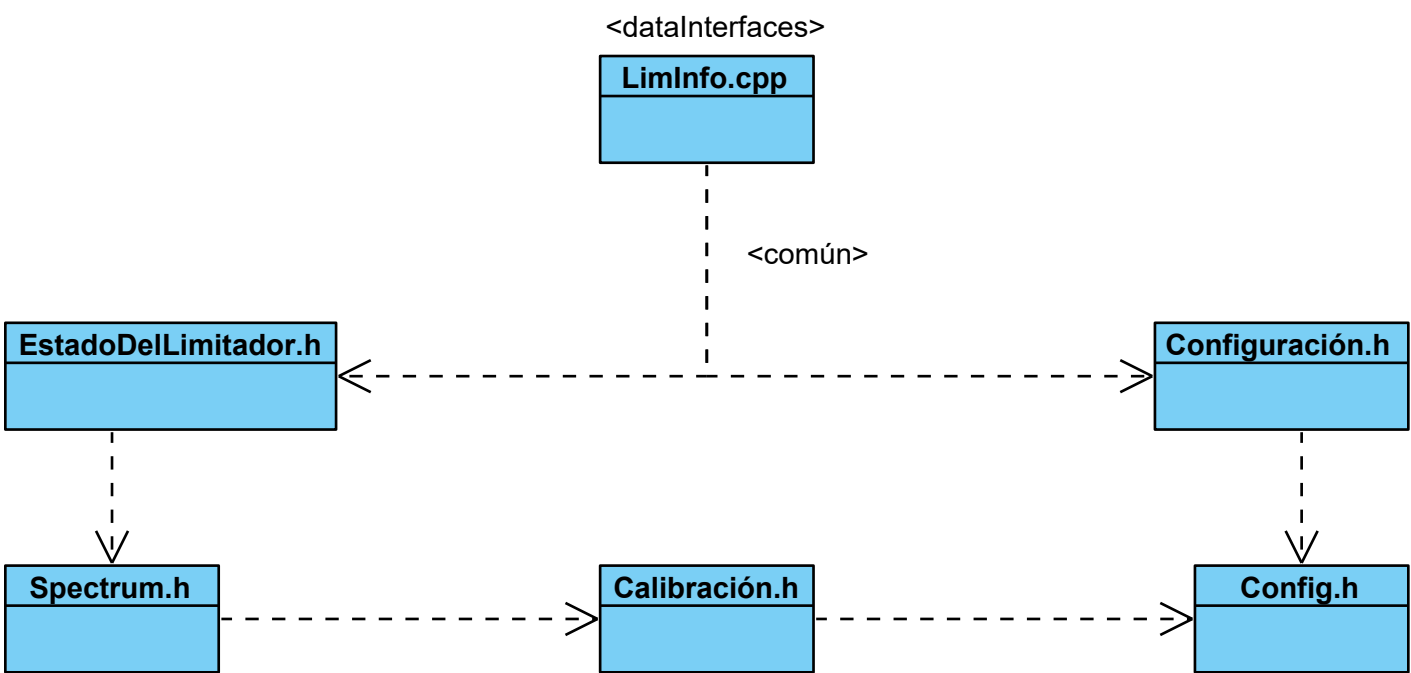 <dataInterfaces>
LimInfo.cpp
<común>
EstadoDelLimitador.h
Configuración.h
Spectrum.h
Calibración.h
Config.h